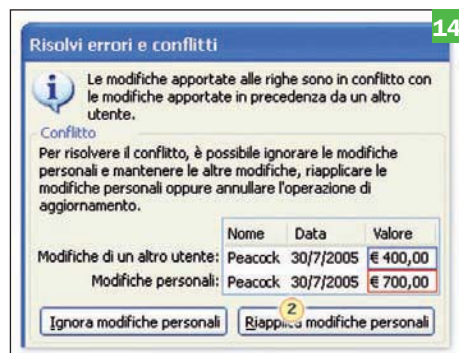 14
Risolvi errori e conflitti
Le modifiche apportate alle righe sono in conflitto con
le modifiche apportate in precedenza da un altro
utente.
Conflitto
Per risolvere il conflitto, è possibile ignorare le modifiche
personali e mantenere le altre modifiche, riapplicare le
modifiche personali oppure annullare l'operazione di
aggiornamento.
Nome Data Valore
Modifiche di un altro utente: Peacock 30/7/2005 € 400,00
Modifiche personali: Peacock 30/7/2005 € 700,00
2
Ignora modifiche personali Riapplica modifiche personali